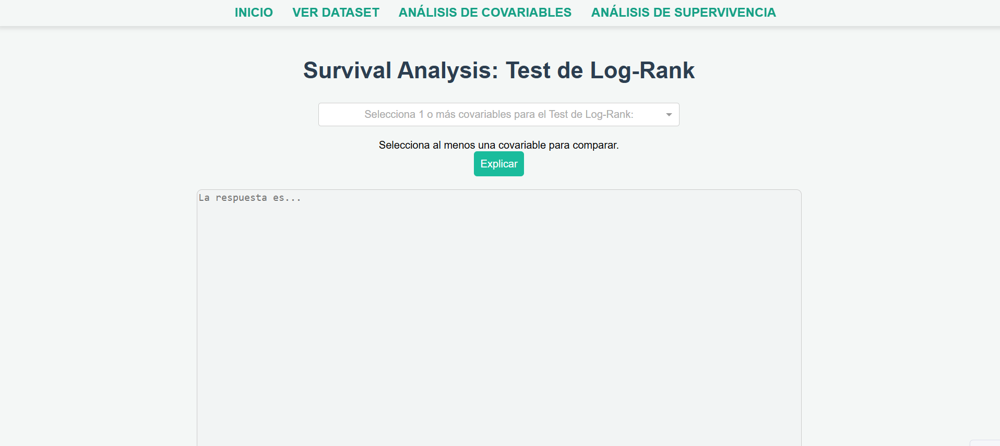 INICIO VER DATASET ANÁLISIS DE COVARIABLES ANÁLISIS DE SUPERVIVENCIA
Survival Analysis: Test de Log-Rank
Selecciona 1 o más covariables para el Test de Log-Rank:
Selecciona al menos una covariable para comparar.
Explicar
La respuesta es...